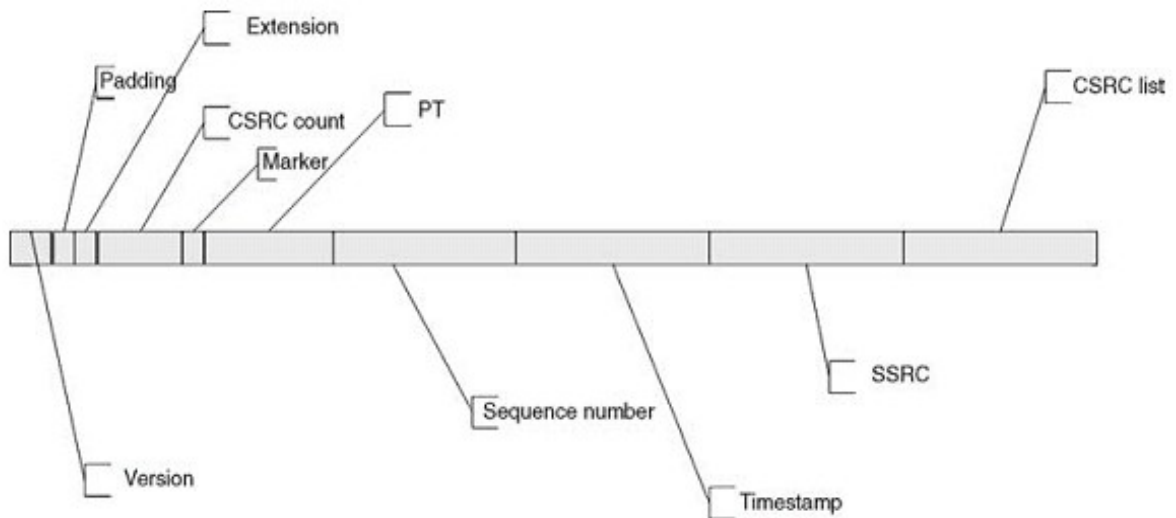 Extension
Padding
CSRC list
PT
CSRC count
Marker
SSRC
Sequence number
Version
Timestamp